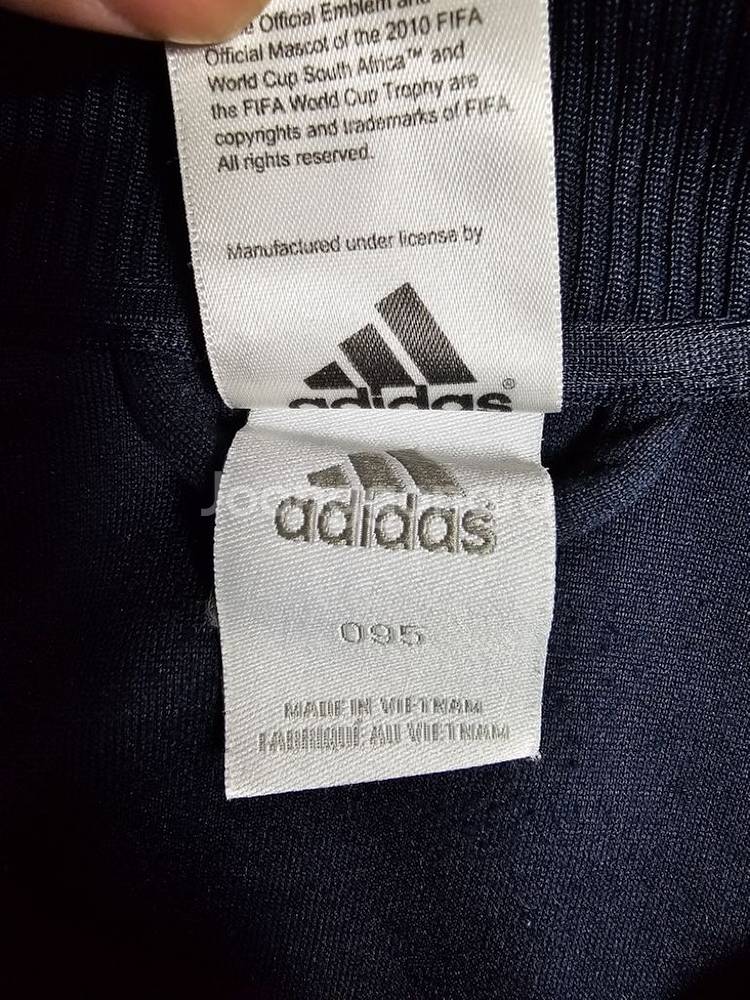 Official Emblem and
Official Mascot of the 2010 FIFA
World Cup South Africa™ and
the FIFA World Cup Trophy are
copyrights and trademarks of FIFA.
All rights reserved.
Manufactured under license by
adidas®
adidas
095
MADE IN VIETNAM
FABRIQUÉ AU VIETNAM